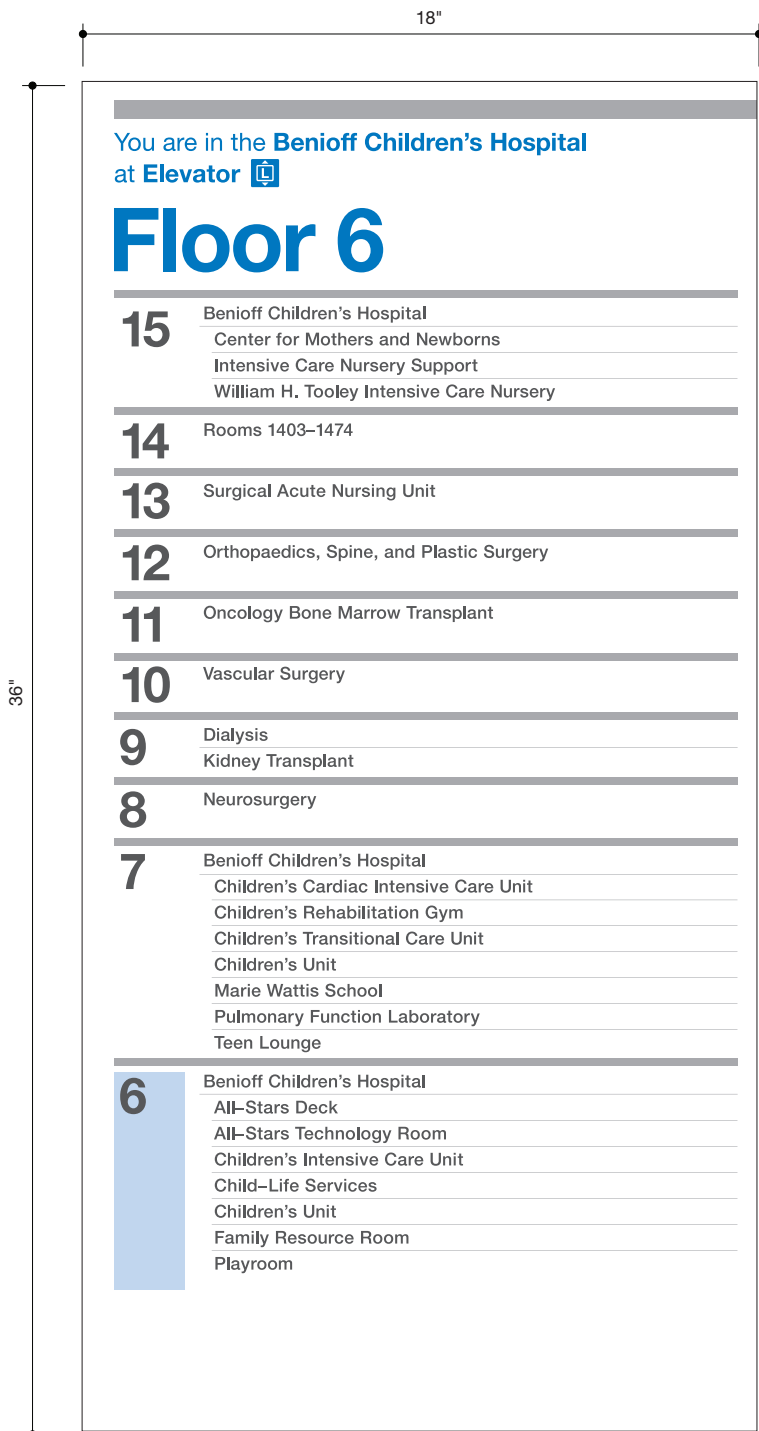 18"
36"
You are in the Benioff Children's Hospital
at Elevator L
Floor 6
15
Benioff Children's Hospital
Center for Mothers and Newborns
Intensive Care Nursery Support
William H. Tooley Intensive Care Nursery
14
Rooms 1403–1474
13
Surgical Acute Nursing Unit
12
Orthopaedics, Spine, and Plastic Surgery
11
Oncology Bone Marrow Transplant
10
Vascular Surgery
9
Dialysis
Kidney Transplant
8
Neurosurgery
7
Benioff Children's Hospital
Children's Cardiac Intensive Care Unit
Children's Rehabilitation Gym
Children's Transitional Care Unit
Children's Unit
Marie Wattis School
Pulmonary Function Laboratory
Teen Lounge
6
Benioff Children's Hospital
All–Stars Deck
All–Stars Technology Room
Children's Intensive Care Unit
Child–Life Services
Children's Unit
Family Resource Room
Playroom